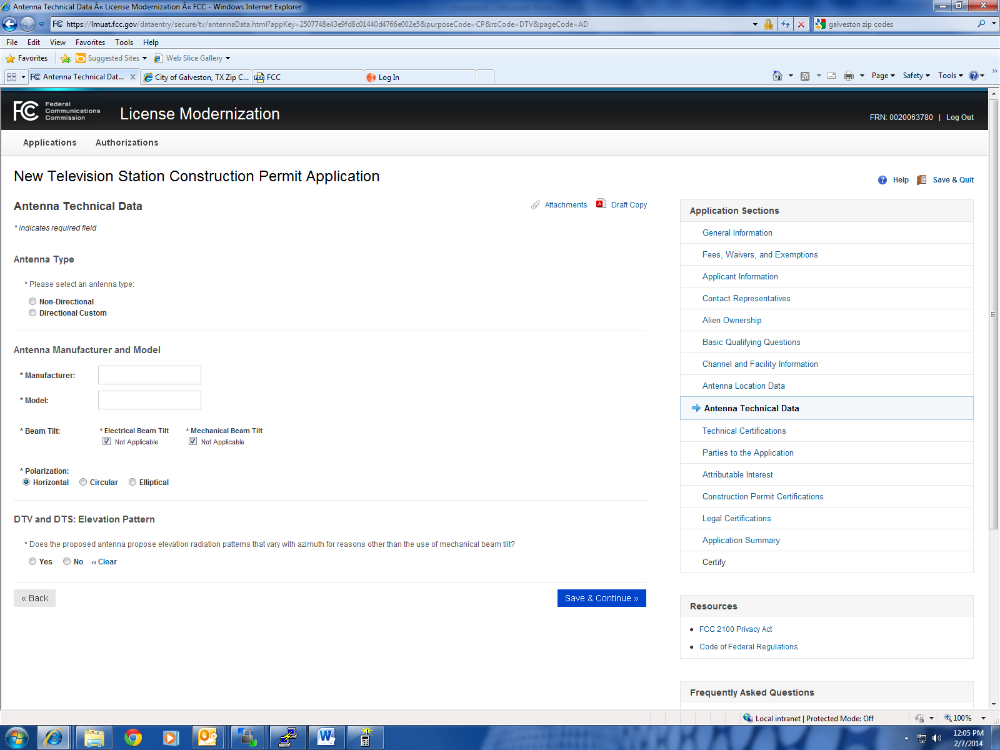 Antenna Technical Data Â« License Modernization Â« FCC - Windows Internet Explorer
https://lmuat.fcc.gov/dataentry/secure/tv/antennaData.html?appKey=2507748e43e9fd8c01440d4766e002e5&purposeCode=CP&rsCode=DTV&pageCode=AD
galveston zip codes
File Edit View Favorites Tools Help
Favorites Suggested Sites Web Slice Gallery
FC Antenna Technical Dat... City of Galveston, TX Zip C... FCC Log In
Page Safety Tools
FC Federal Communications Commission
License Modernization
FRN: 0020063780 | Log Out
Applications Authorizations
New Television Station Construction Permit Application
Help Save & Quit
Antenna Technical Data
Attachments Draft Copy
* indicates required field
Antenna Type
* Please select an antenna type:
Non-Directional
Directional Custom
Antenna Manufacturer and Model
* Manufacturer:
* Model:
* Beam Tilt: * Electrical Beam Tilt * Mechanical Beam Tilt
Not Applicable Not Applicable
* Polarization:
Horizontal Circular Elliptical
DTV and DTS: Elevation Pattern
* Does the proposed antenna propose elevation radiation patterns that vary with azimuth for reasons other than the use of mechanical beam tilt?
Yes No ‹‹ Clear
« Back Save & Continue »
Application Sections
General Information
Fees, Waivers, and Exemptions
Applicant Information
Contact Representatives
Alien Ownership
Basic Qualifying Questions
Channel and Facility Information
Antenna Location Data
Antenna Technical Data
Technical Certifications
Parties to the Application
Attributable Interest
Construction Permit Certifications
Legal Certifications
Application Summary
Certify
Resources
• FCC 2100 Privacy Act
• Code of Federal Regulations
Frequently Asked Questions
Local intranet | Protected Mode: Off
100%
12:05 PM
2/7/2014